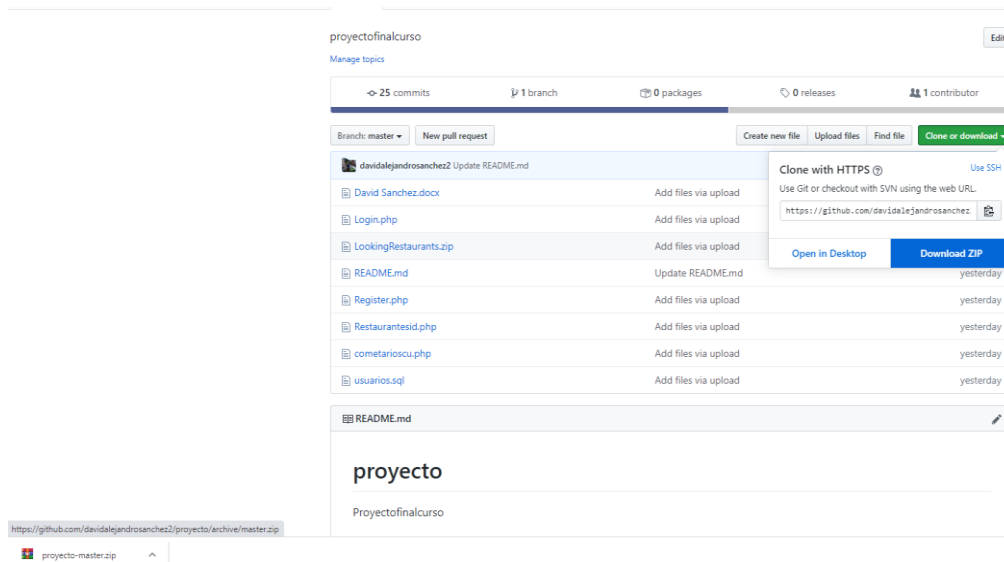 proyectofinalcurso
Edit
Manage topics
25 commits 1 branch 0 packages 0 releases 1 contributor
Branch: master New pull request Create new file Upload files Find file Clone or download
davidalejandrosanchez2 Update README.md
Clone with HTTPS Use SSH
Use Git or checkout with SVN using the web URL.
https://github.com/davidalejandrosanchez
Open in Desktop Download ZIP
David Sanchez.docx Add files via upload
Login.php Add files via upload
LookingRestaurants.zip Add files via upload
README.md Update README.md yesterday
Register.php Add files via upload yesterday
Restaurantesid.php Add files via upload yesterday
cometarioscu.php Add files via upload yesterday
usuarios.sql Add files via upload yesterday
README.md
proyecto
Proyectofinalcurso
https://github.com/davidalejandrosanchez2/proyecto/archive/master.zip
proyecto-master.zip